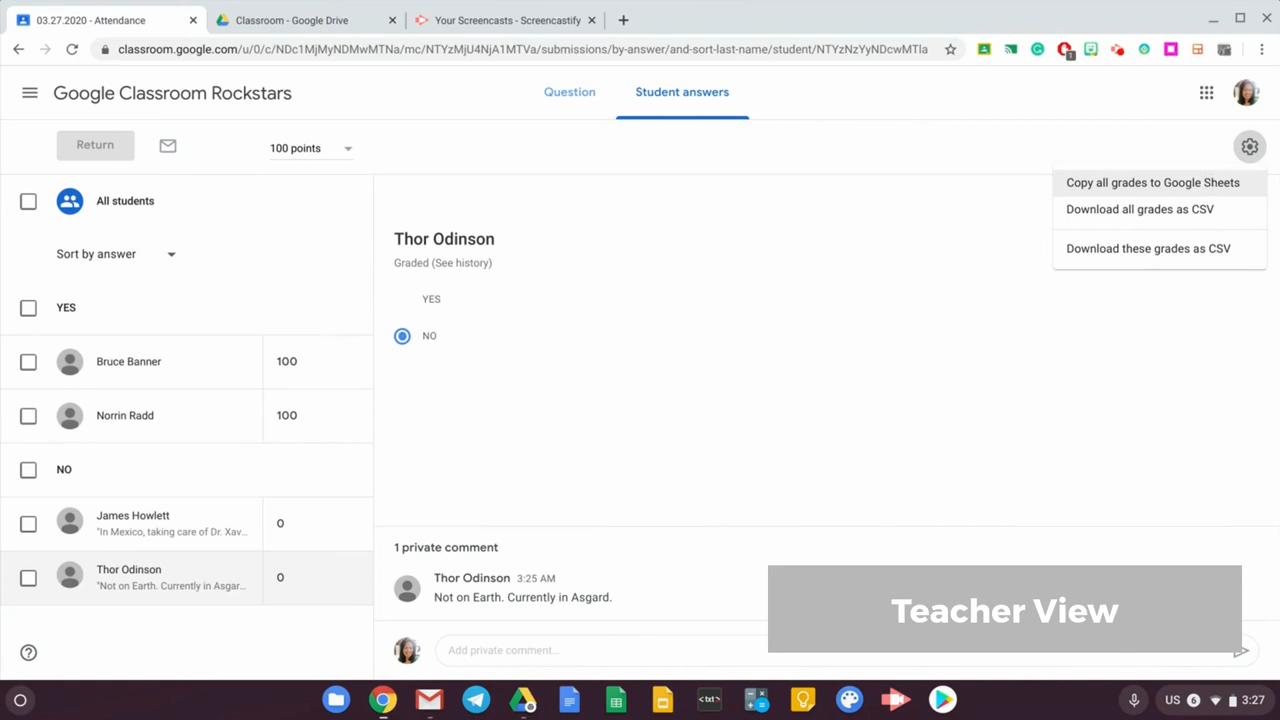 03.27.2020 - Attendance
Classroom - Google Drive
Your Screencasts - Screencastify
classroom.google.com/u/0/c/NDc1MjMyNDMwMTNa/mc/NTYzMjU4NjA1MTVa/submissions/by-answer/and-sort-last-name/student/NTYzNzYyNDcwMTla
1
Google Classroom Rockstars
Question
Student answers
Return
100 points
Copy all grades to Google Sheets
Download all grades as CSV
Download these grades as CSV
All students
Sort by answer
YES
Bruce Banner
100
Norrin Radd
100
NO
James Howlett
"In Mexico, taking care of Dr. Xav...
0
Thor Odinson
"Not on Earth. Currently in Asgar...
0
Thor Odinson
Graded (See history)
YES
NO
1 private comment
Thor Odinson 3:25 AM
Not on Earth. Currently in Asgard.
Add private comment...
Teacher View
<txt>
US
6
3:27